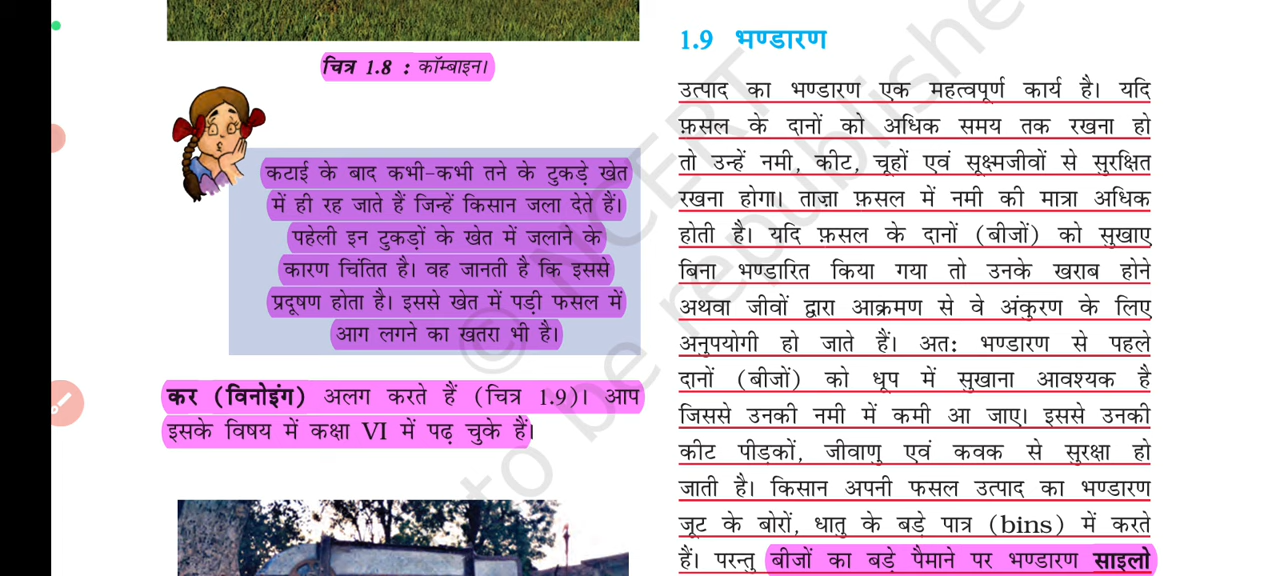 चित्र 1.8 : कॉम्बाइन।
कटाई के बाद कभी-कभी तने के टुकड़े खेत
में ही रह जाते हैं जिन्हें किसान जला देते हैं।
पहेली इन टुकड़ों के खेत में जलाने के
कारण चिंतित है। वह जानती है कि इससे
प्रदूषण होता है। इससे खेत में पड़ी फसल में
आग लगने का खतरा भी है।
कर (विनोइंग) अलग करते हैं (चित्र 1.9)। आप
इसके विषय में कक्षा VI में पढ़ चुके हैं।
1.9 भण्डारण
उत्पाद का भण्डारण एक महत्वपूर्ण कार्य है। यदि
फ़सल के दानों को अधिक समय तक रखना हो
तो उन्हें नमी, कीट, चूहों एवं सूक्ष्मजीवों से सुरक्षित
रखना होगा। ताज़ा फ़सल में नमी की मात्रा अधिक
होती है। यदि फ़सल के दानों (बीजों) को सुखाए
बिना भण्डारित किया गया तो उनके खराब होने
अथवा जीवों द्वारा आक्रमण से वे अंकुरण के लिए
अनुपयोगी हो जाते हैं। अत: भण्डारण से पहले
दानों (बीजों) को धूप में सुखाना आवश्यक है
जिससे उनकी नमी में कमी आ जाए। इससे उनकी
कीट पीड़कों, जीवाणु एवं कवक से सुरक्षा हो
जाती है। किसान अपनी फसल उत्पाद का भण्डारण
जूट के बोरों, धातु के बड़े पात्र (bins) में करते
हैं। परन्तु बीजों का बड़े पैमाने पर भण्डारण साइलो
© NCERT
to be republishe